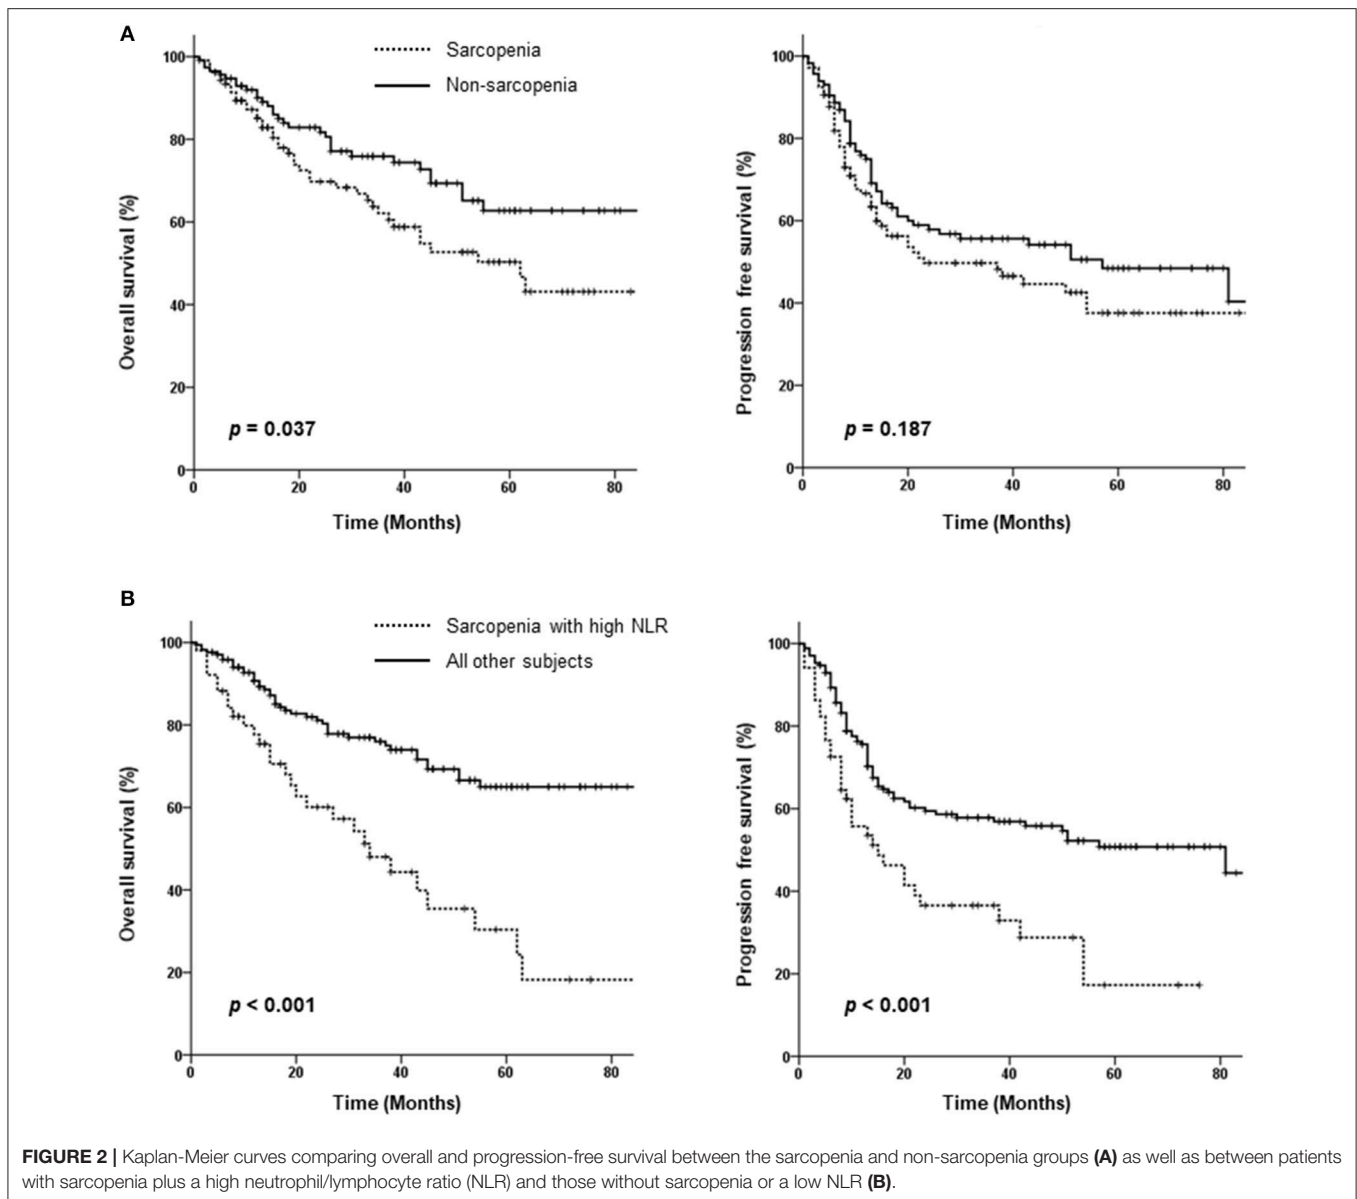 A
Sarcopenia
Non-sarcopenia
100
80
60
40
20
0
Overall survival (%)
p = 0.037
0 20 40 60 80
Time (Months)
100
80
60
40
20
0
Progression free survival (%)
p = 0.187
0 20 40 60 80
Time (Months)
B
Sarcopenia with high NLR
All other subjects
100
80
60
40
20
0
Overall survival (%)
p < 0.001
0 20 40 60 80
Time (Months)
100
80
60
40
20
0
Progression free survival (%)
p < 0.001
0 20 40 60 80
Time (Months)
FIGURE 2 | Kaplan-Meier curves comparing overall and progression-free survival between the sarcopenia and non-sarcopenia groups (A) as well as between patients
with sarcopenia plus a high neutrophil/lymphocyte ratio (NLR) and those without sarcopenia or a low NLR (B).